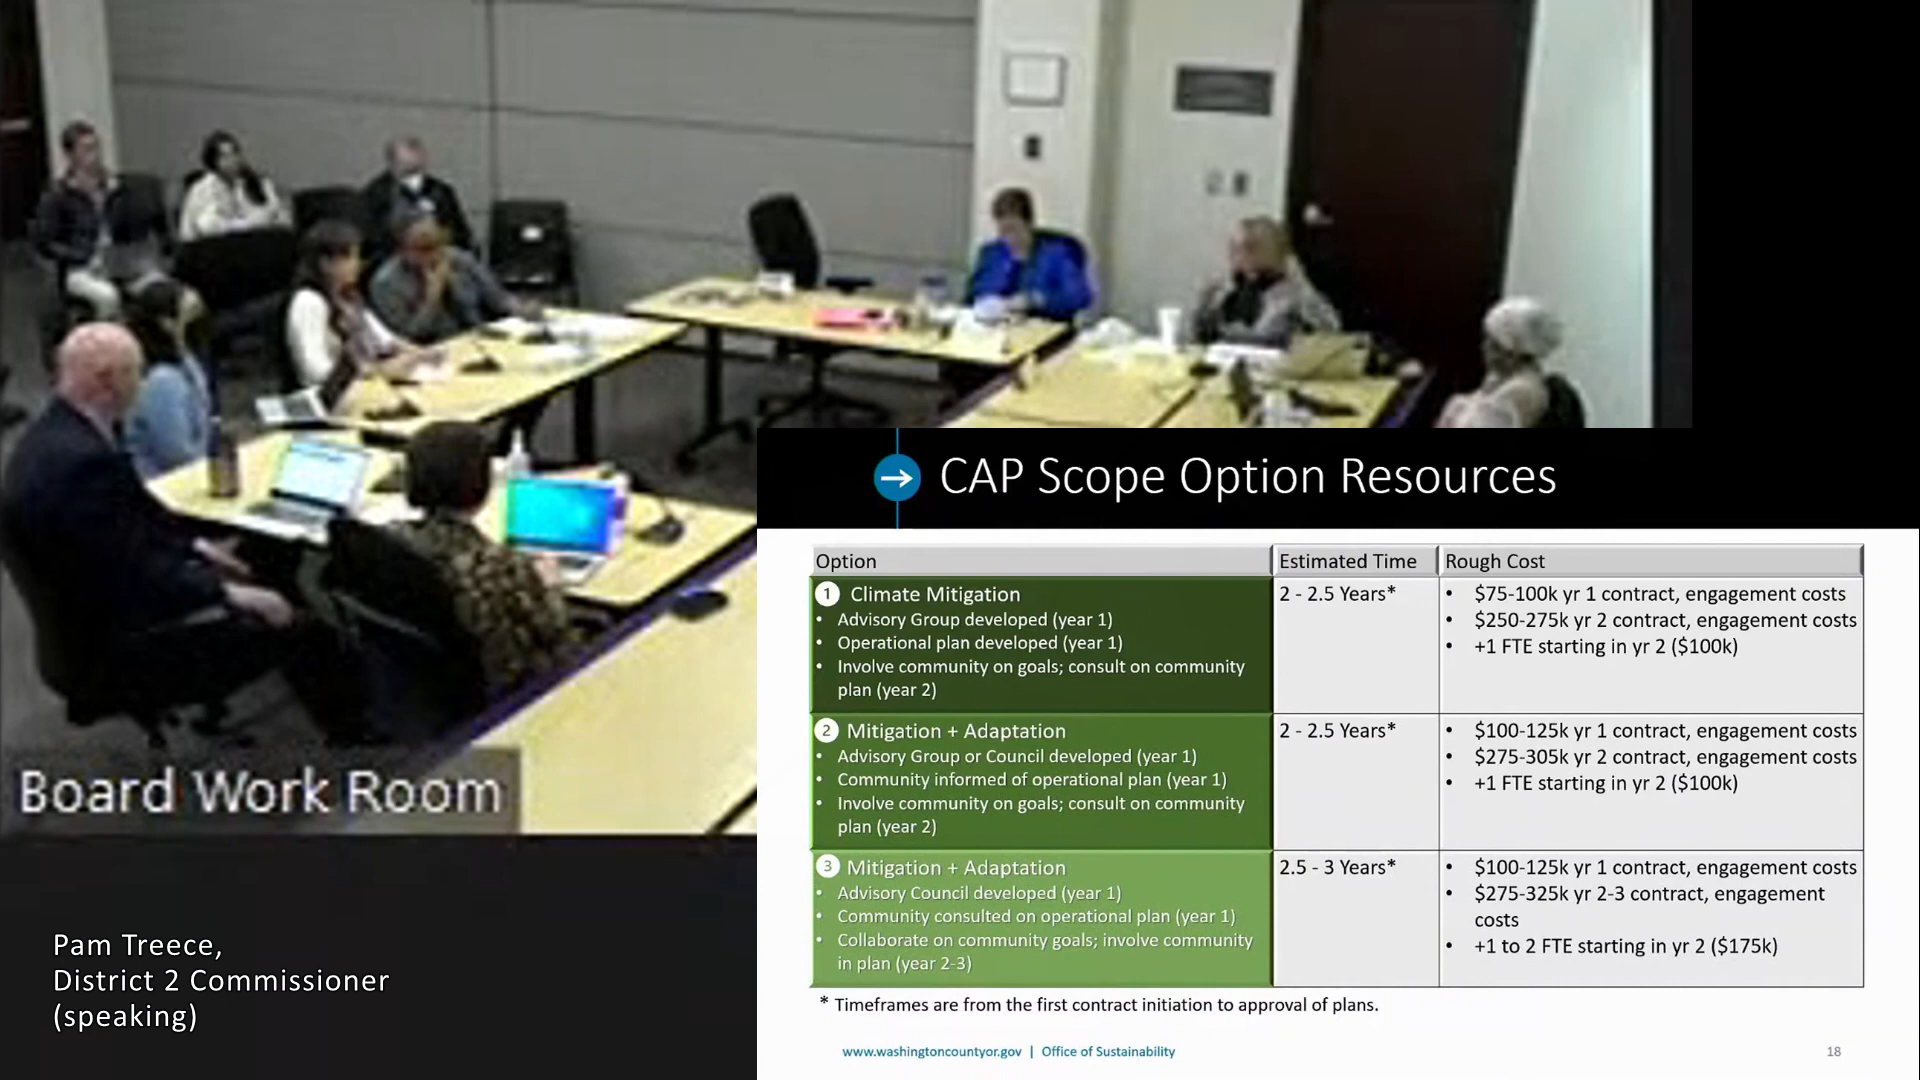 Board Work Room
Pam Treece,
District 2 Commissioner
(speaking)
CAP Scope Option Resources
Option
Estimated Time
Rough Cost
1 Climate Mitigation
• Advisory Group developed (year 1)
• Operational plan developed (year 1)
• Involve community on goals; consult on community
plan (year 2)
2 - 2.5 Years*
• $75-100k yr 1 contract, engagement costs
• $250-275k yr 2 contract, engagement costs
• +1 FTE starting in yr 2 ($100k)
2 Mitigation + Adaptation
• Advisory Group or Council developed (year 1)
• Community informed of operational plan (year 1)
• Involve community on goals; consult on community
plan (year 2)
2 - 2.5 Years*
• $100-125k yr 1 contract, engagement costs
• $275-305k yr 2 contract, engagement costs
• +1 FTE starting in yr 2 ($100k)
3 Mitigation + Adaptation
• Advisory Council developed (year 1)
• Community consulted on operational plan (year 1)
• Collaborate on community goals; involve community
in plan (year 2-3)
2.5 - 3 Years*
• $100-125k yr 1 contract, engagement costs
• $275-325k yr 2-3 contract, engagement
costs
• +1 to 2 FTE starting in yr 2 ($175k)
* Timeframes are from the first contract initiation to approval of plans.
www.washingtoncountyor.gov | Office of Sustainability
18